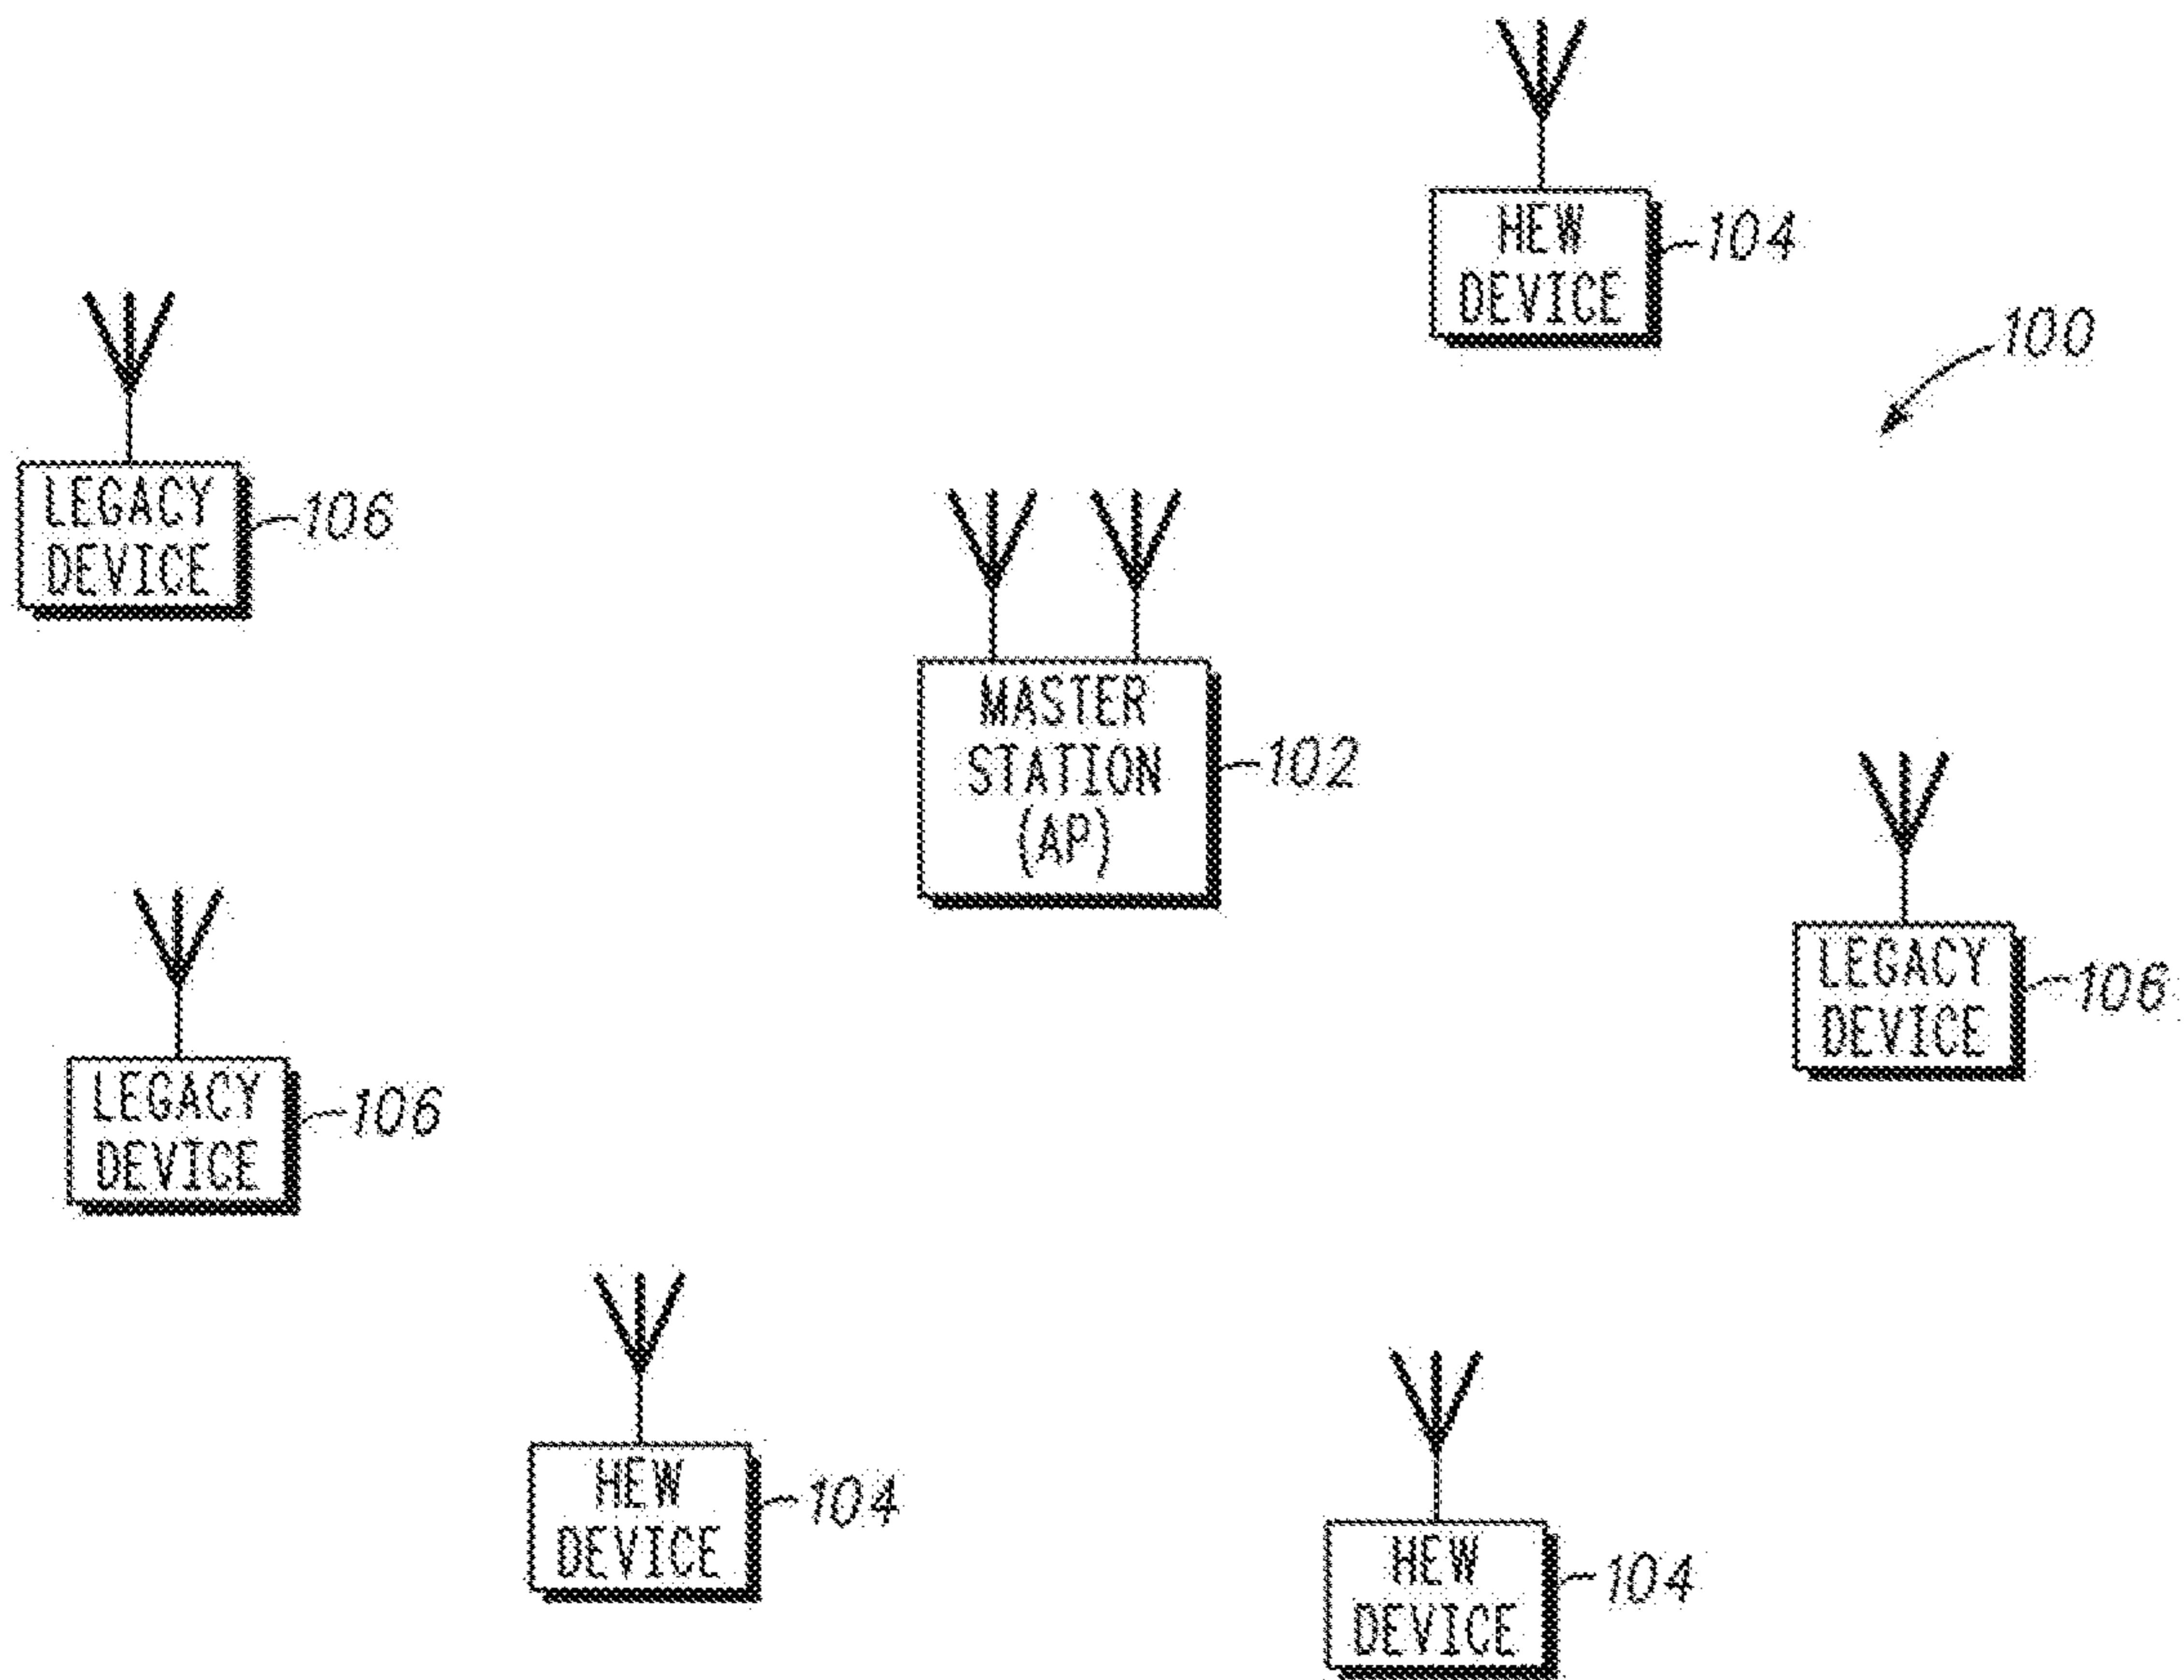 HEW
DEVICE
104
100
LEGACY
DEVICE
106
MASTER
STATION
(AP)
102
LEGACY
DEVICE
106
LEGACY
DEVICE
106
HEW
DEVICE
104
HEW
DEVICE
104